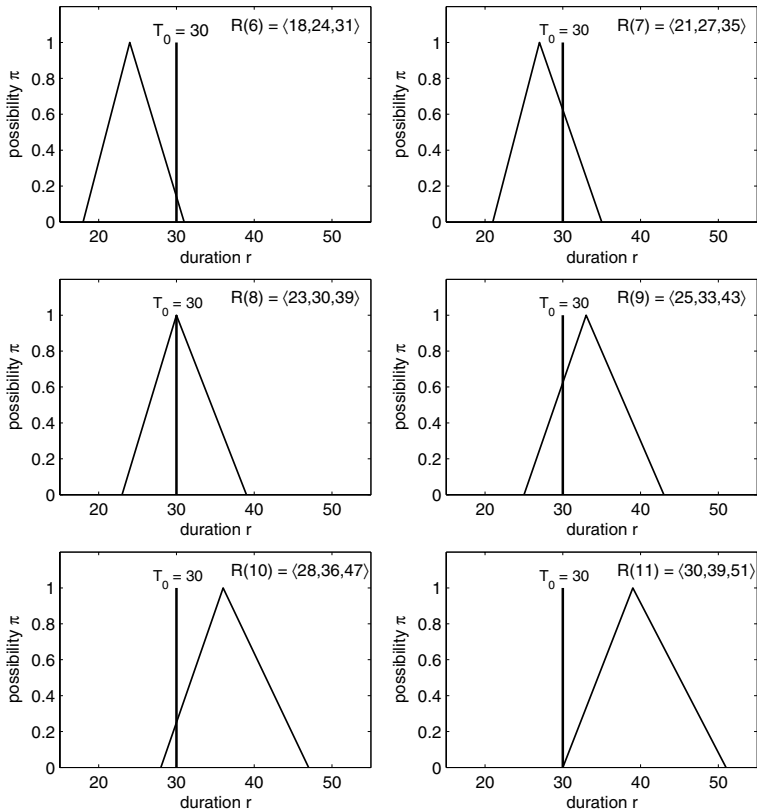 T₀ = 30 R(6) = ⟨18,24,31⟩
1
0.8
0.6
0.4
0.2
0
possibility π
20 30 40 50
duration r
T₀ = 30 R(7) = ⟨21,27,35⟩
1
0.8
0.6
0.4
0.2
0
possibility π
20 30 40 50
duration r
T₀ = 30 R(8) = ⟨23,30,39⟩
1
0.8
0.6
0.4
0.2
0
possibility π
20 30 40 50
duration r
T₀ = 30 R(9) = ⟨25,33,43⟩
1
0.8
0.6
0.4
0.2
0
possibility π
20 30 40 50
duration r
T₀ = 30 R(10) = ⟨28,36,47⟩
1
0.8
0.6
0.4
0.2
0
possibility π
20 30 40 50
duration r
T₀ = 30 R(11) = ⟨30,39,51⟩
1
0.8
0.6
0.4
0.2
0
possibility π
20 30 40 50
duration r